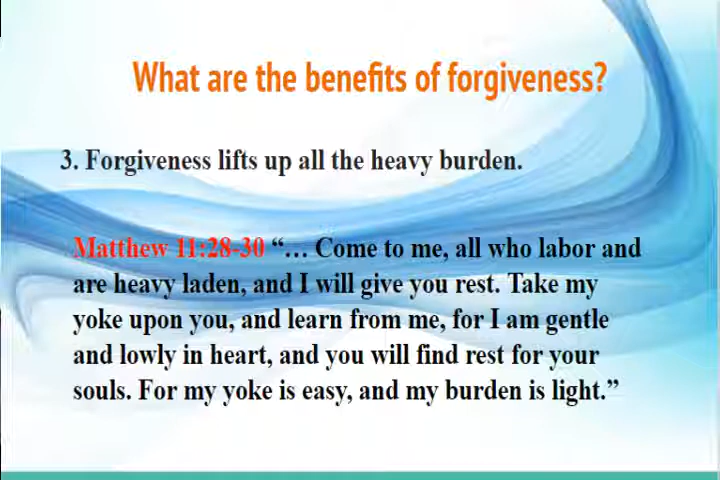 What are the benefits of forgiveness?
3. Forgiveness lifts up all the heavy burden.
Matthew 11:28-30 “… Come to me, all who labor and
are heavy laden, and I will give you rest. Take my
yoke upon you, and learn from me, for I am gentle
and lowly in heart, and you will find rest for your
souls. For my yoke is easy, and my burden is light.”